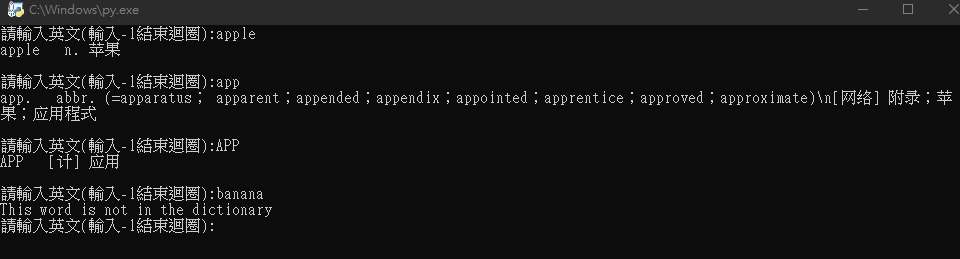 C:\Windows\py.exe
請輸入英文(輸入-1結束迴圈):apple
apple   n. 苹果
請輸入英文(輸入-1結束迴圈):app
app.   abbr. (=apparatus； apparent；appended；appendix；appointed；apprentice；approved；approximate)\n[网络] 附录；苹
果；应用程式
請輸入英文(輸入-1結束迴圈):APP
APP   [计] 应用
請輸入英文(輸入-1結束迴圈):banana
This word is not in the dictionary
請輸入英文(輸入-1結束迴圈):